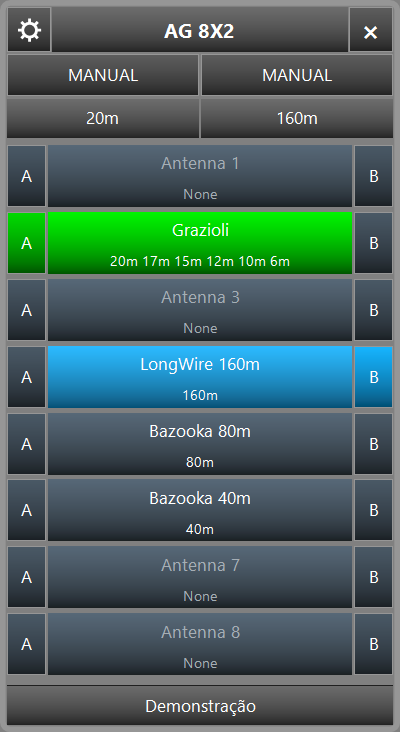 AG 8X2
×
MANUAL MANUAL
20m 160m
A Antenna 1 B
None
A Grazioli B
20m 17m 15m 12m 10m 6m
A Antenna 3 B
None
A LongWire 160m B
160m
A Bazooka 80m B
80m
A Bazooka 40m B
40m
A Antenna 7 B
None
A Antenna 8 B
None
Demonstração